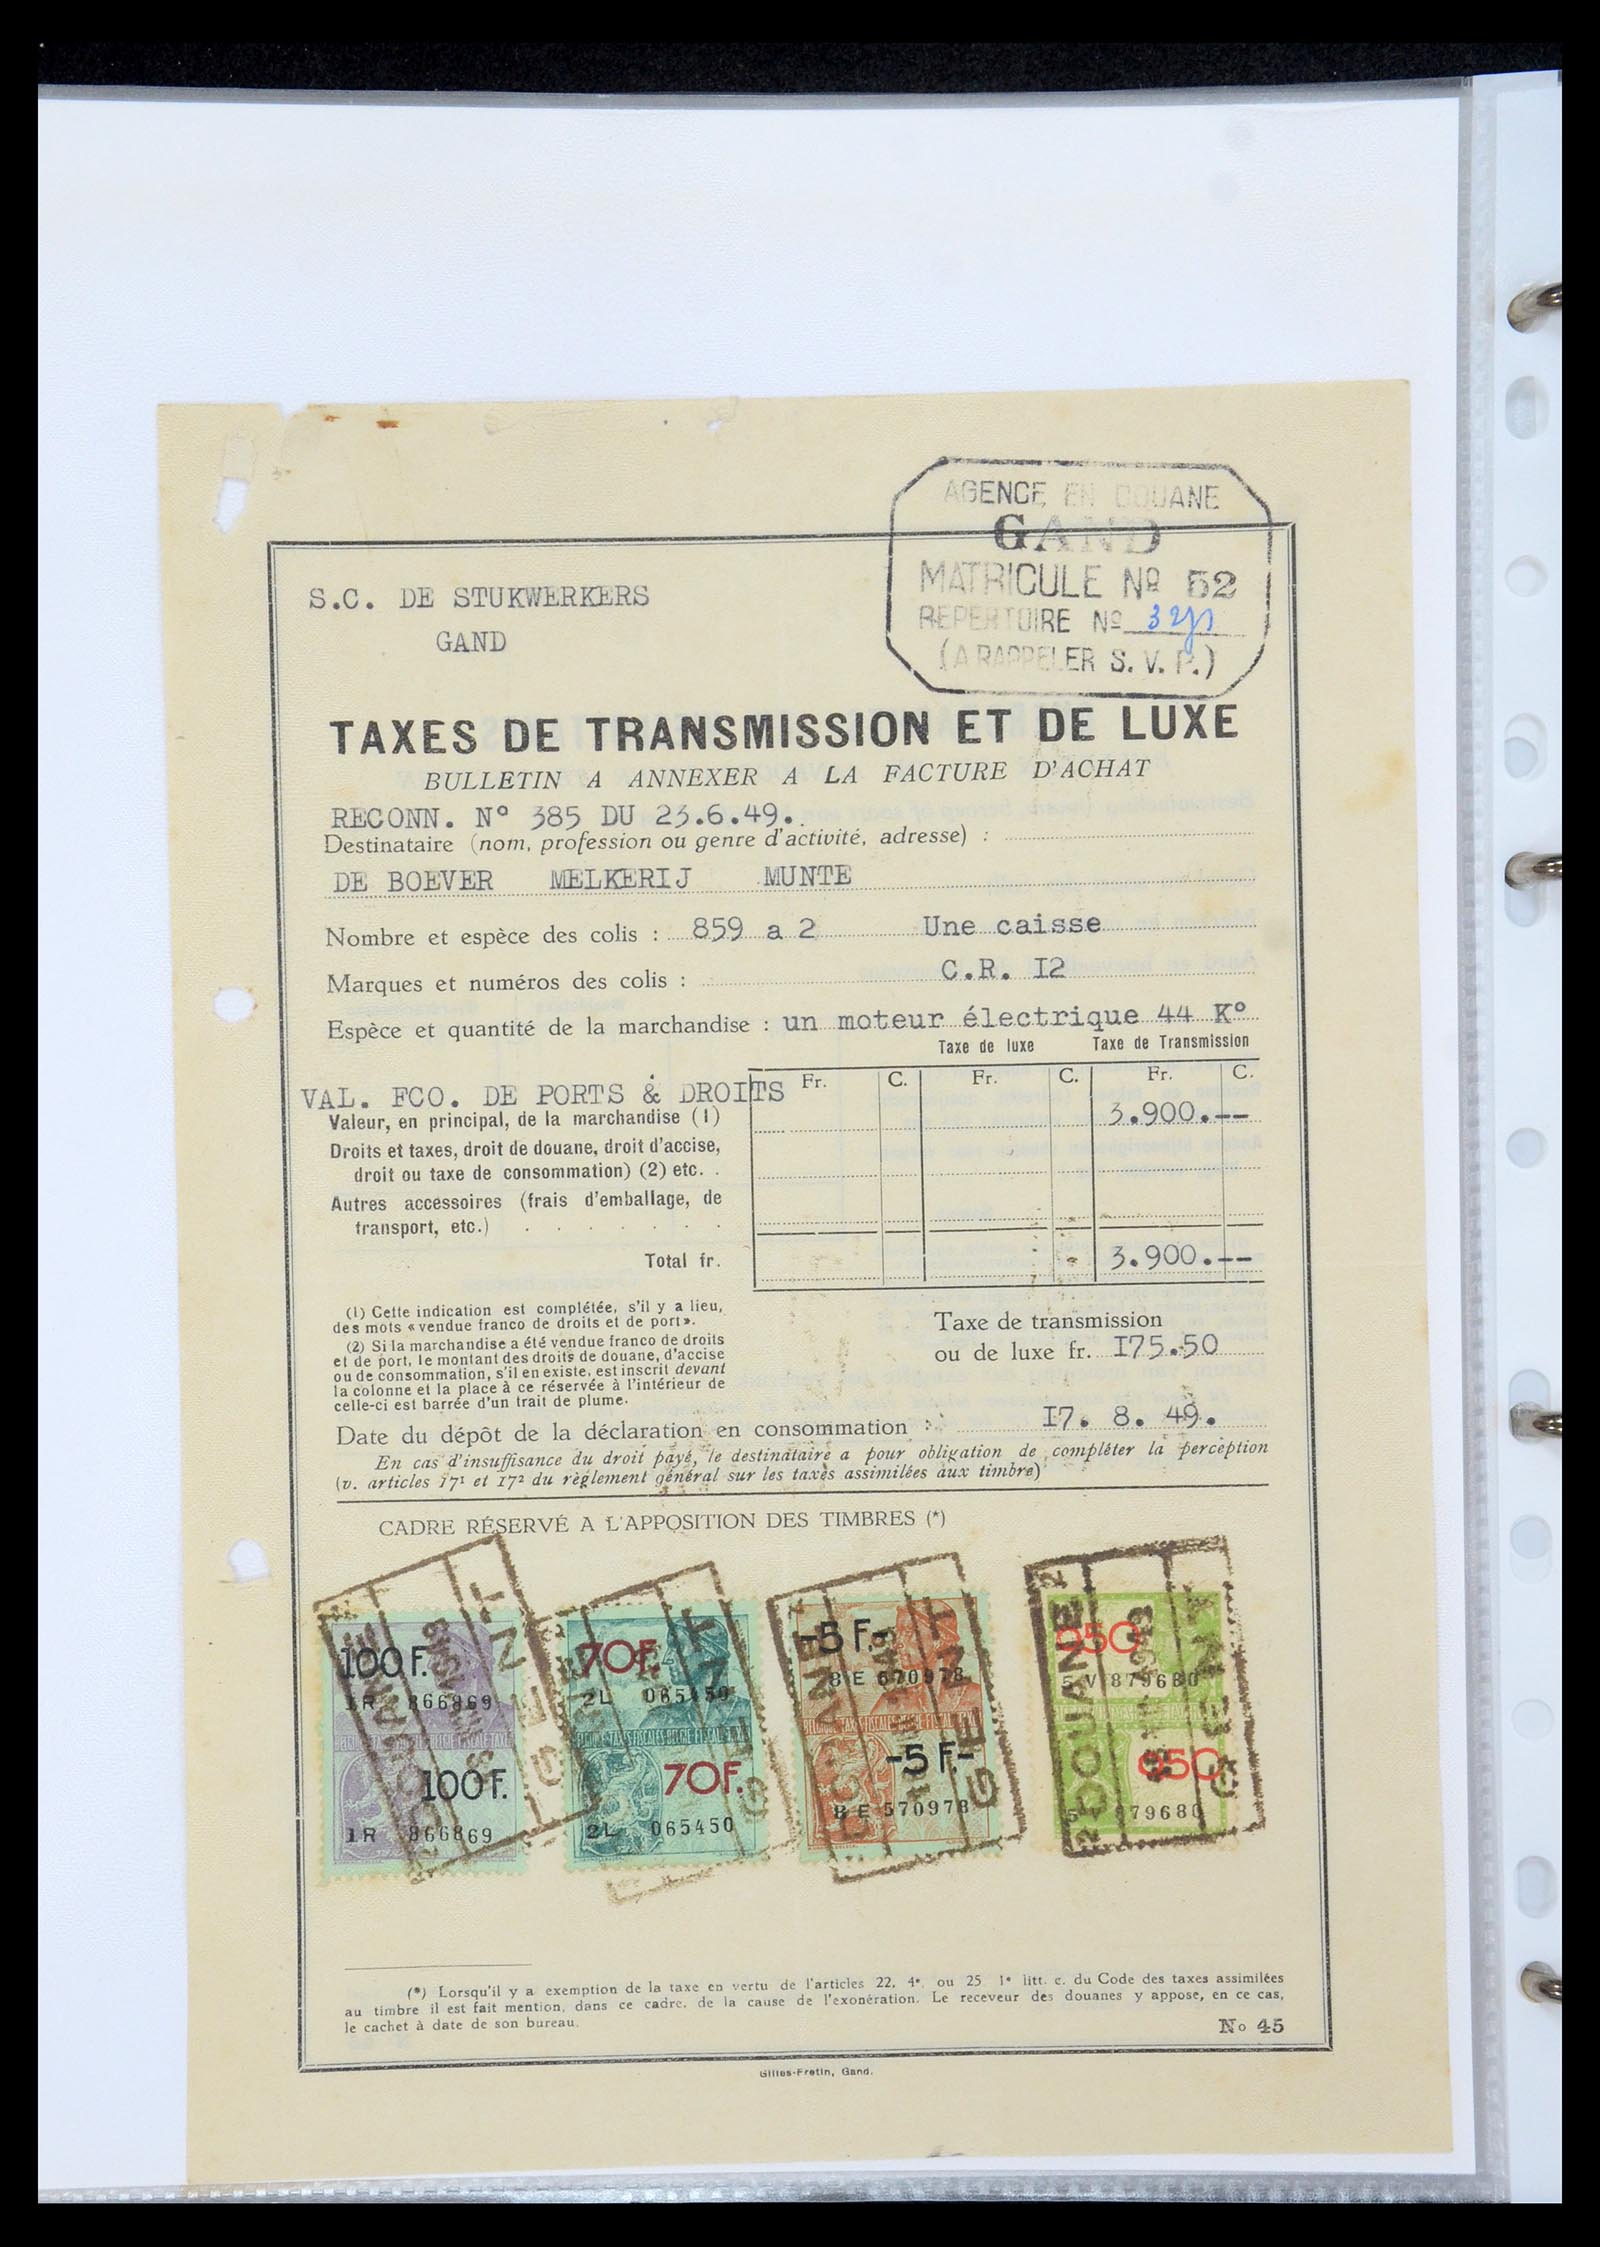 AGENCE EN DOUANE
GAND
MATRICULE No 52
REPERTOIRE No
(A RAPPELER S. V. P.)
S.C. DE STUKWERKERS
GAND
TAXES DE TRANSMISSION ET DE LUXE
BULLETIN A ANNEXER A LA FACTURE D'ACHAT
RECONN. N° 385 DU 23.6.49.
Destinataire (nom, profession ou genre d'activité, adresse) :
DE BOEVER MELKERIJ MUNTE
Nombre et espèce des colis : 859 a 2 Une caisse
Marques et numéros des colis : C.R. I2
Espèce et quantité de la marchandise : un moteur électrique 44 K°
Taxe de luxe Taxe de Transmission
Fr. C. Fr. C. Fr. C.
VAL. FCO. DE PORTS & DROITS
Valeur, en principal, de la marchandise (1) 3.900.--
Droits et taxes, droit de douane, droit d'accise,
droit ou taxe de consommation) (2) etc. .
Autres accessoires (frais d'emballage, de
transport, etc.) . . . . . . .
Total fr. 3.900.--
(1) Cette indication est complétée, s'il y a lieu,
des mots «vendue franco de droits et de port».
(2) Si la marchandise a été vendue franco de droits
et de port, le montant des droits de douane, d'accise
ou de consommation, s'il en existe, est inscrit devant
la colonne et la place à ce réservée à l'intérieur de
celle-ci est barrée d'un trait de plume.
Taxe de transmission
ou de luxe fr. I75.50
Date du dépôt de la déclaration en consommation : I7. 8. 49.
En cas d'insuffisance du droit payé, le destinataire a pour obligation de compléter la perception
(v. articles 17¹ et 17² du règlement général sur les taxes assimilées aux timbre)
CADRE RÉSERVÉ A L'APPOSITION DES TIMBRES (*)
100 F. 70F. -5 F.- 050
1R 866869 2L 065450 8E 570978 5V 879680
100 F. 70F. -5 F.- 050
1R 866869 2L 065450 8E 570978 5V 879680
DOUANE GENT
(*) Lorsqu'il y a exemption de la taxe en vertu de l'articles 22, 4°, ou 25 1° litt. c. du Code des taxes assimilées
au timbre il est fait mention, dans ce cadre, de la cause de l'exonération. Le receveur des douanes y appose, en ce cas,
le cachet à date de son bureau.
No 45
Gilles-Fretin, Gand.